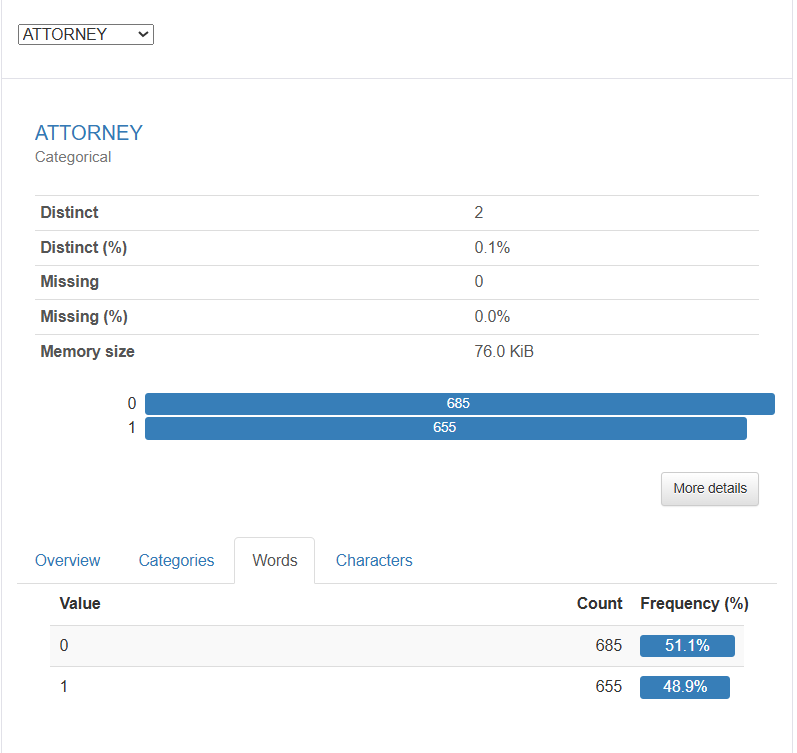 ATTORNEY
ATTORNEY
Categorical
Distinct 2
Distinct (%) 0.1%
Missing 0
Missing (%) 0.0%
Memory size 76.0 KiB
0 685
1 655
More details
Overview Categories Words Characters
Value Count Frequency (%)
0 685 51.1%
1 655 48.9%